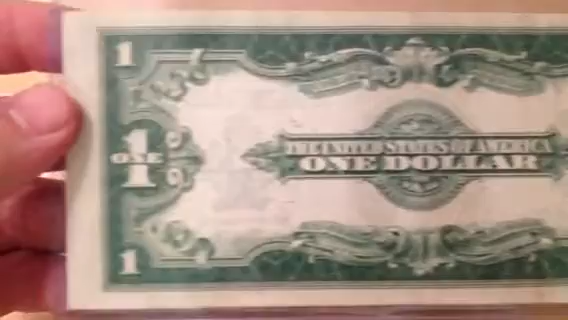 1
1
ONE
THE UNITED STATES OF AMERICA
ONE DOLLAR
1